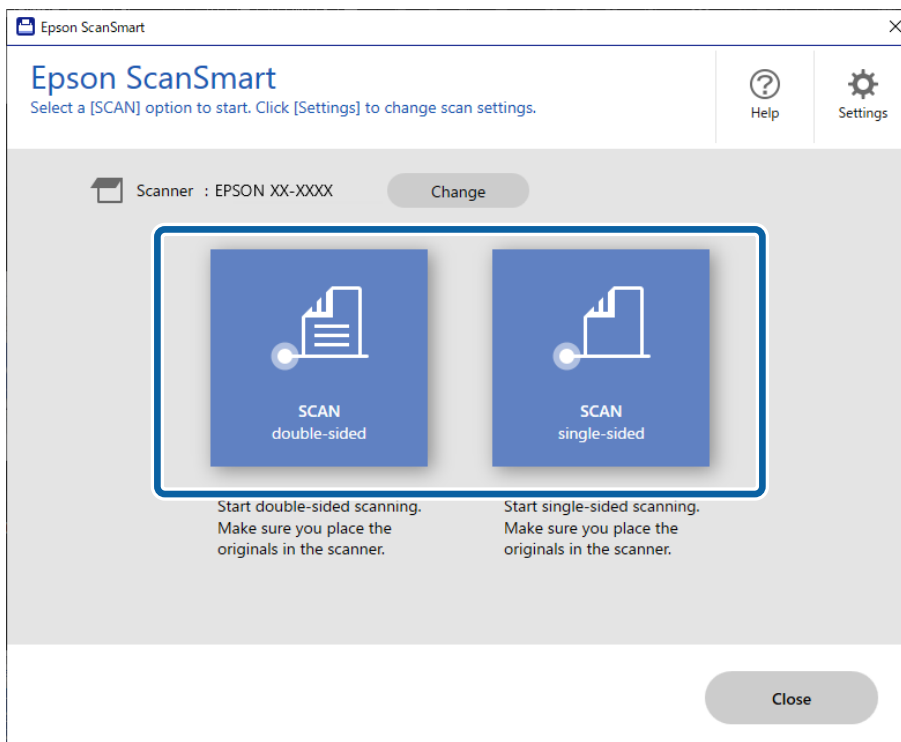 Epson ScanSmart
Epson ScanSmart
Select a [SCAN] option to start. Click [Settings] to change scan settings.
Help
Settings
Scanner : EPSON XX-XXXX
Change
SCAN
double-sided
SCAN
single-sided
Start double-sided scanning.
Make sure you place the
originals in the scanner.
Start single-sided scanning.
Make sure you place the
originals in the scanner.
Close